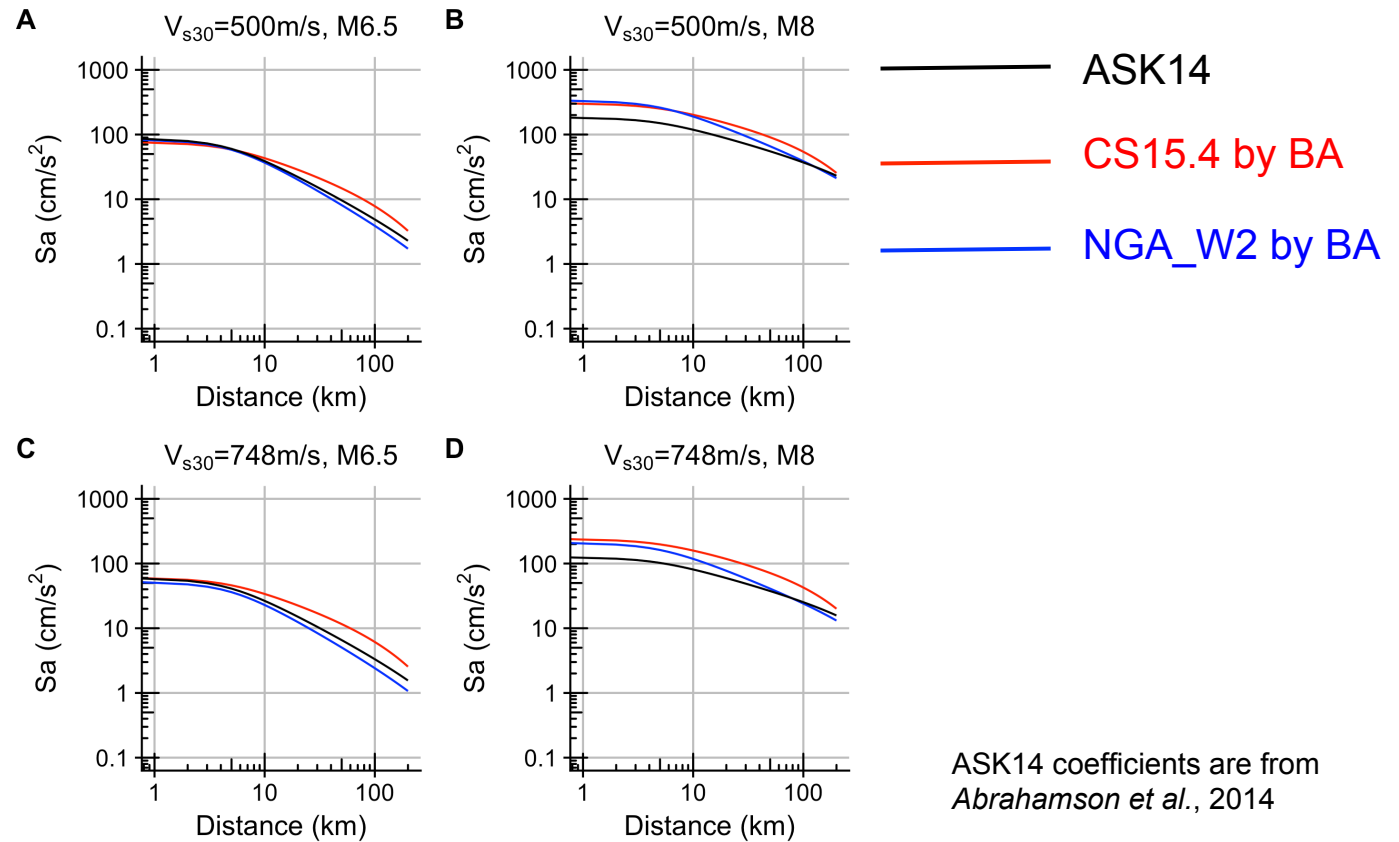 A
V_s30=500m/s, M6.5
1000
100
10
1
0.1
Sa (cm/s²)
1 10 100
Distance (km)
B
V_s30=500m/s, M8
1000
100
10
1
0.1
Sa (cm/s²)
1 10 100
Distance (km)
ASK14
CS15.4 by BA
NGA_W2 by BA
C
V_s30=748m/s, M6.5
1000
100
10
1
0.1
Sa (cm/s²)
1 10 100
Distance (km)
D
V_s30=748m/s, M8
1000
100
10
1
0.1
Sa (cm/s²)
1 10 100
Distance (km)
ASK14 coefficients are from
Abrahamson et al., 2014